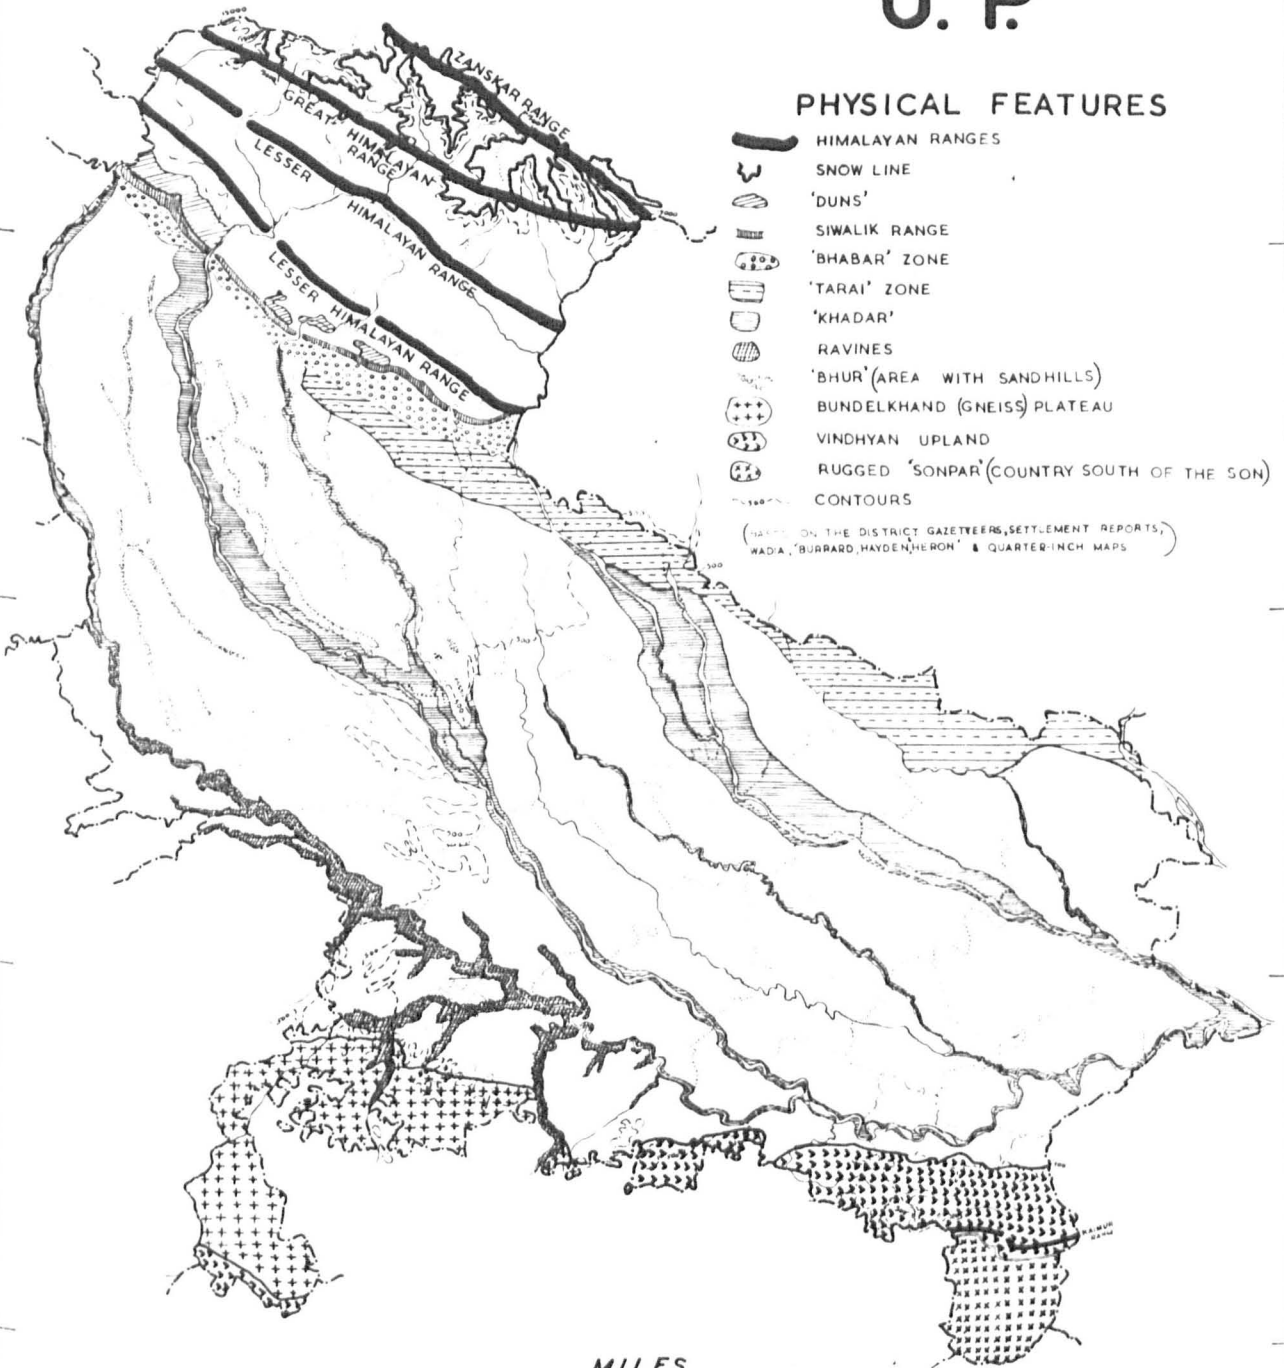 U. P.
PHYSICAL FEATURES
HIMALAYAN RANGES
SNOW LINE
'DUNS'
SIWALIK RANGE
'BHABAR' ZONE
'TARAI' ZONE
'KHADAR'
RAVINES
'BHUR' (AREA WITH SANDHILLS)
BUNDELKHAND (GNEISS) PLATEAU
VINDHYAN UPLAND
RUGGED 'SONPAR' (COUNTRY SOUTH OF THE SON)
CONTOURS
ON THE DISTRICT GAZETTEERS, SETTLEMENT REPORTS,
WADIA, 'BURRARD, HAYDEN, HERON' & QUARTER-INCH MAPS)
ZANSKAR RANGE
GREAT HIMALAYAN
RANGE
LESSER HIMALAYAN RANGE
LESSER HIMALAYAN RANGE
500
KAIMUR
RANGE
MILES